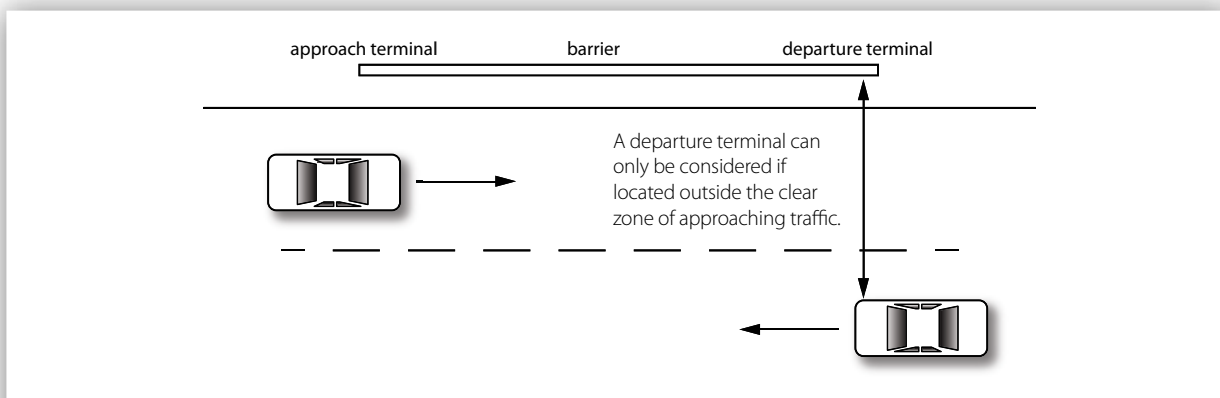 approach terminal
barrier
departure terminal
A departure terminal can
only be considered if
located outside the clear
zone of approaching traffic.